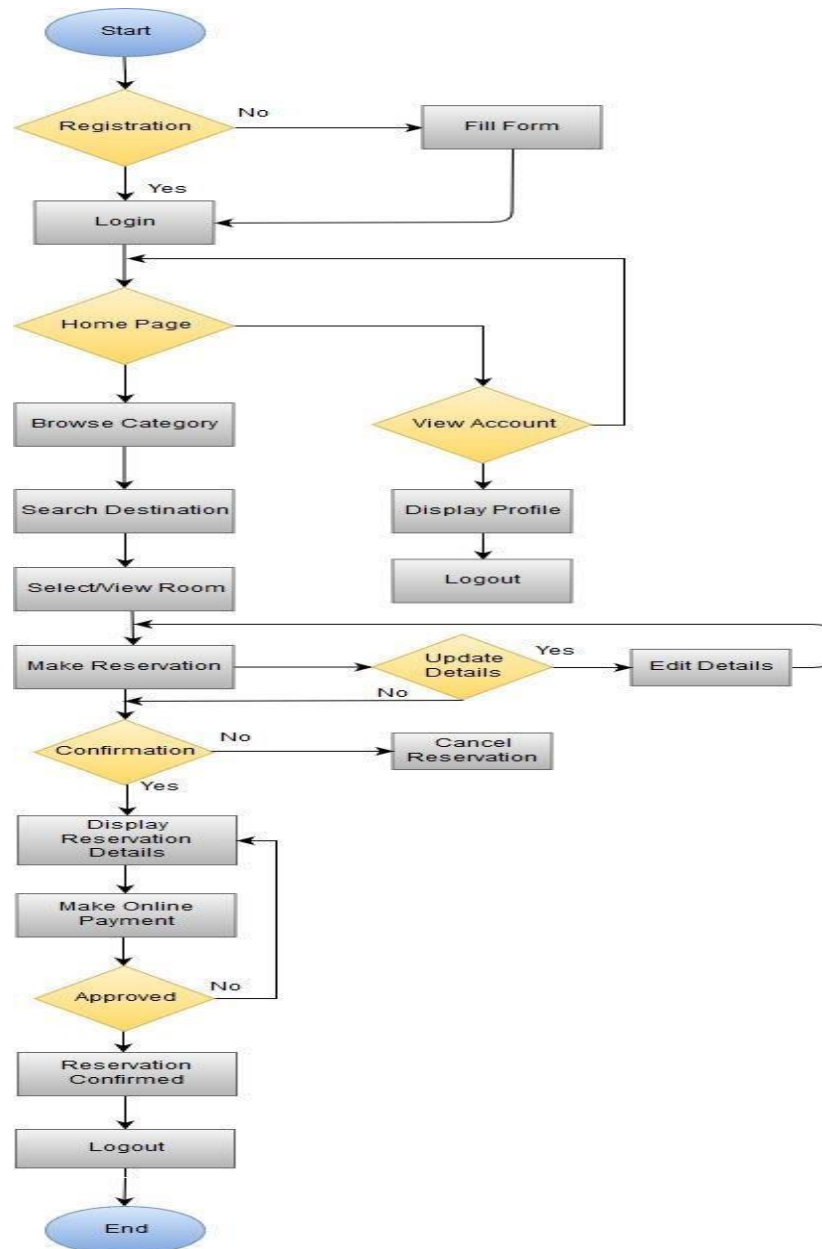 Start
Registration
No
Fill Form
Yes
Login
Home Page
Browse Category
View Account
Search Destination
Display Profile
Select/View Room
Logout
Make Reservation
Update
Details
Yes
Edit Details
No
Confirmation
No
Cancel
Reservation
Yes
Display
Reservation
Details
Make Online
Payment
Approved
No
Reservation
Confirmed
Logout
End